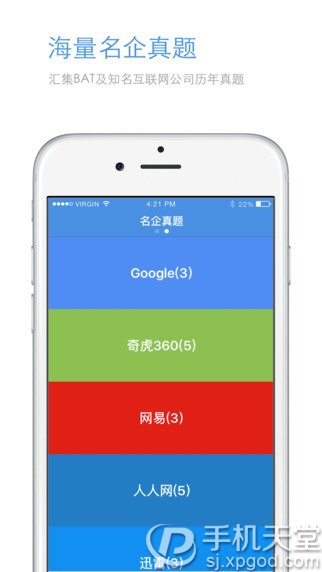 海量名企真题
汇集BAT及知名互联网公司历年真题
VIRGIN 4:21 PM 22%
名企真题
Google(3)
奇虎360(5)
网易(3)
人人网(5)
迅雷(3)
手机天堂
sj.xpgod.com